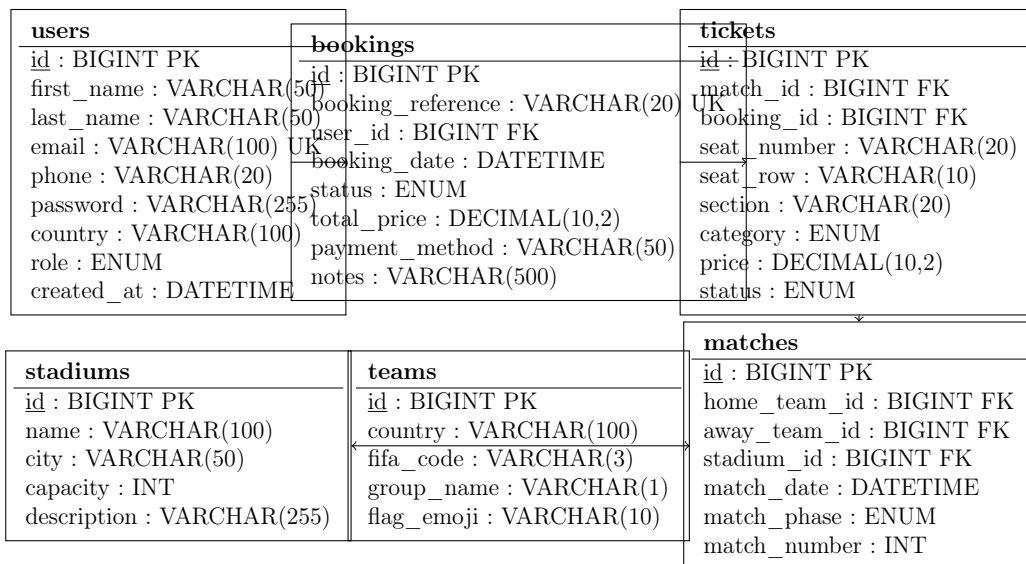 users
id : BIGINT PK
first_name : VARCHAR(50)
last_name : VARCHAR(50)
email : VARCHAR(100) UK
phone : VARCHAR(20)
password : VARCHAR(255)
country : VARCHAR(100)
role : ENUM
created_at : DATETIME
bookings
id : BIGINT PK
booking_reference : VARCHAR(20) UK
user_id : BIGINT FK
booking_date : DATETIME
status : ENUM
total_price : DECIMAL(10,2)
payment_method : VARCHAR(50)
notes : VARCHAR(500)
tickets
id : BIGINT PK
match_id : BIGINT FK
booking_id : BIGINT FK
seat_number : VARCHAR(20)
seat_row : VARCHAR(10)
section : VARCHAR(20)
category : ENUM
price : DECIMAL(10,2)
status : ENUM
stadiums
id : BIGINT PK
name : VARCHAR(100)
city : VARCHAR(50)
capacity : INT
description : VARCHAR(255)
teams
id : BIGINT PK
country : VARCHAR(100)
fifa_code : VARCHAR(3)
group_name : VARCHAR(1)
flag_emoji : VARCHAR(10)
matches
id : BIGINT PK
home_team_id : BIGINT FK
away_team_id : BIGINT FK
stadium_id : BIGINT FK
match_date : DATETIME
match_phase : ENUM
match_number : INT